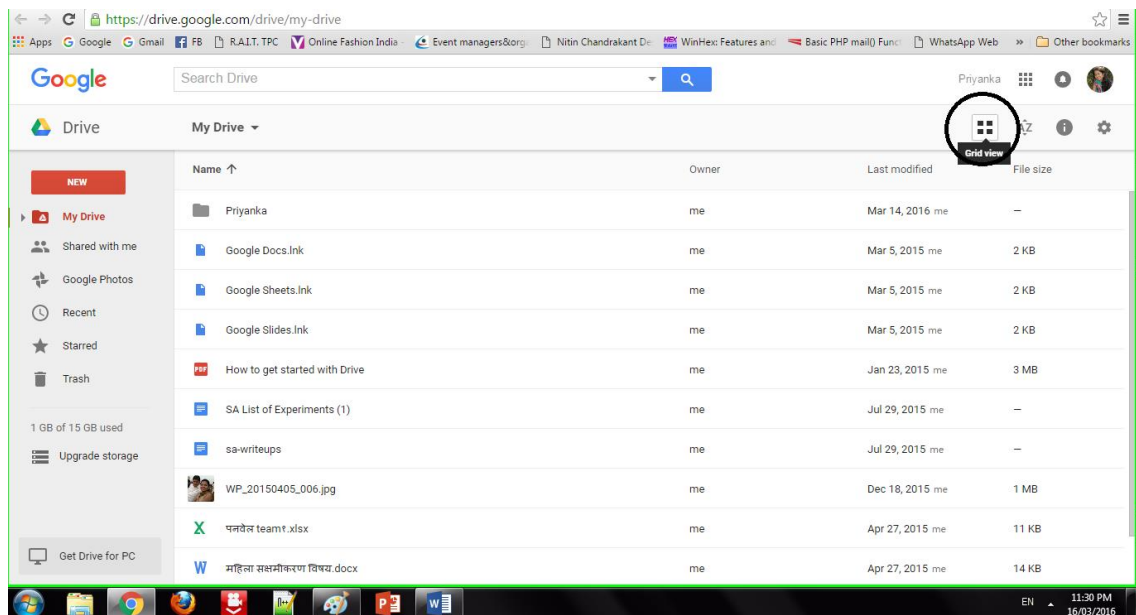 https://drive.google.com/drive/my-drive
Apps Google Gmail FB R.A.I.T. TPC Online Fashion India - Event managers&org Nitin Chandrakant De WinHex: Features and Basic PHP mail() Func WhatsApp Web » Other bookmarks
Google Search Drive Priyanka
Drive My Drive AZ
Grid view
Name ↑ Owner Last modified File size
NEW
Priyanka me Mar 14, 2016 me –
My Drive
Google Docs.lnk me Mar 5, 2015 me 2 KB
Shared with me
Google Photos
Google Sheets.lnk me Mar 5, 2015 me 2 KB
Recent
Google Slides.lnk me Mar 5, 2015 me 2 KB
Starred
PDF How to get started with Drive me Jan 23, 2015 me 3 MB
Trash
SA List of Experiments (1) me Jul 29, 2015 me –
1 GB of 15 GB used
sa-writeups me Jul 29, 2015 me –
Upgrade storage
WP_20150405_006.jpg me Dec 18, 2015 me 1 MB
X पनवेल team१.xlsx me Apr 27, 2015 me 11 KB
Get Drive for PC
W महिला सक्षमीकरण विषय.docx me Apr 27, 2015 me 14 KB
EN 11:30 PM
16/03/2016